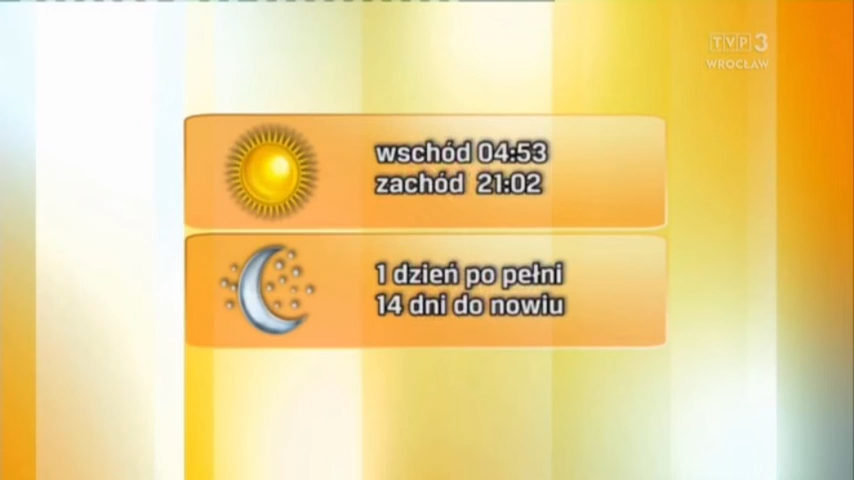 TVP3
WROCŁAW
wschód 04:53
zachód 21:02
1 dzień po pełni
14 dni do nowiu